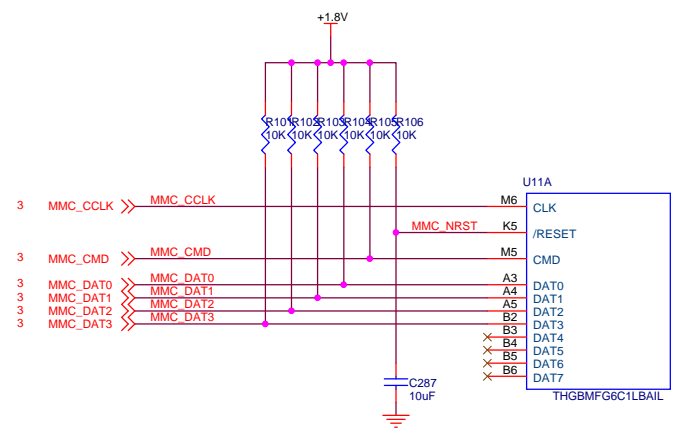 +1.8V
R101 R102 R103 R104 R105 R106
10K 10K 10K 10K 10K 10K
U11A
3 MMC_CCLK MMC_CCLK M6 CLK
MMC_NRST K5 /RESET
3 MMC_CMD MMC_CMD M5 CMD
3 MMC_DAT0 MMC_DAT0 A3 DAT0
3 MMC_DAT1 MMC_DAT1 A4 DAT1
3 MMC_DAT2 MMC_DAT2 A5 DAT2
3 MMC_DAT3 MMC_DAT3 B2 DAT3
B3 DAT4
B4 DAT5
B5 DAT6
B6 DAT7
C287
10uF
THGBMFG6C1LBAIL